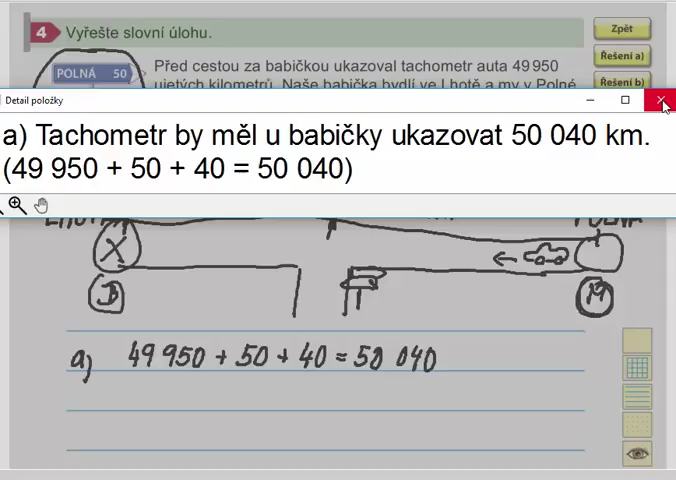 4 Vyřešte slovní úlohu.
Zpět
POLNÁ 50
Před cestou za babičkou ukazoval tachometr auta 49 950
ujetých kilometrů. Naše babička bydlí ve Lhotě a my v Polné
Řešení a)
Řešení b)
Detail položky
a) Tachometr by měl u babičky ukazovat 50 040 km.
(49 950 + 50 + 40 = 50 040)
LHOTA
POLNÁ
X
B
M
a) 49 950 + 50 + 40 = 50 040